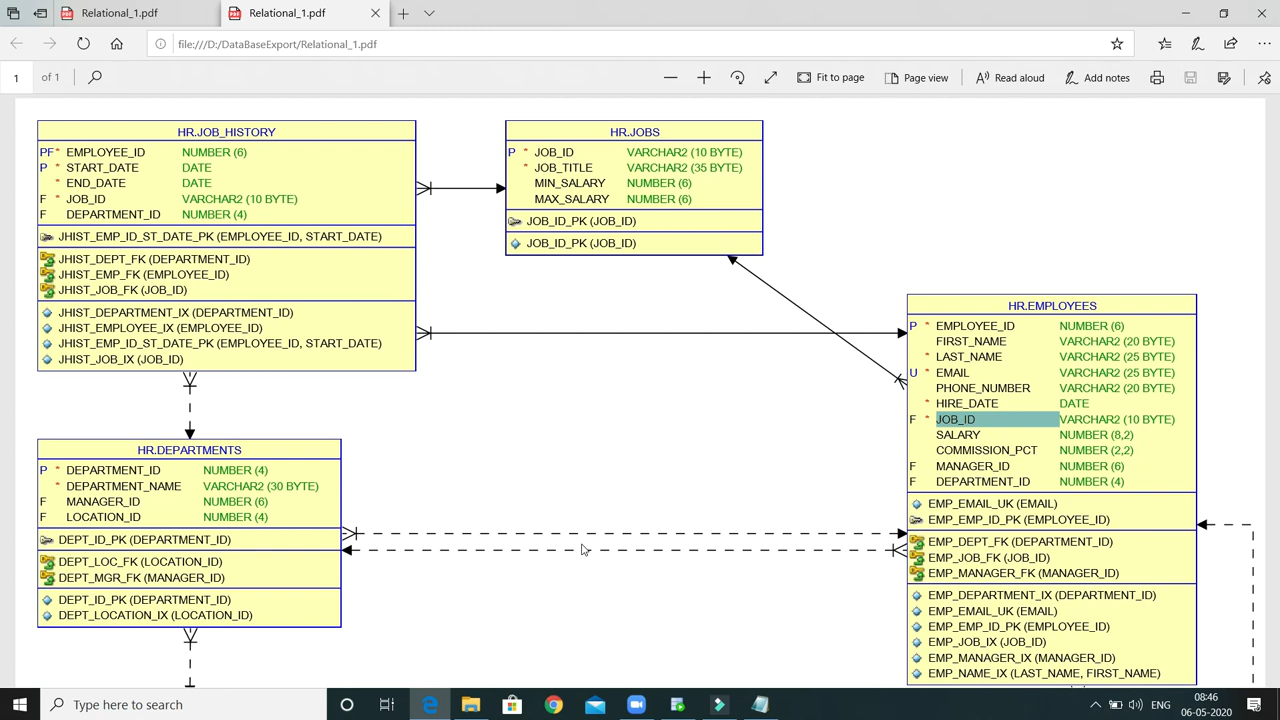 Relational_1.pdf
Relational_1.pdf
file:///D:/DataBaseExport/Relational_1.pdf
1 of 1
Fit to page
Page view
Read aloud
Add notes
HR.JOB_HISTORY
PF * EMPLOYEE_ID NUMBER (6)
P * START_DATE DATE
* END_DATE DATE
F * JOB_ID VARCHAR2 (10 BYTE)
F DEPARTMENT_ID NUMBER (4)
JHIST_EMP_ID_ST_DATE_PK (EMPLOYEE_ID, START_DATE)
JHIST_DEPT_FK (DEPARTMENT_ID)
JHIST_EMP_FK (EMPLOYEE_ID)
JHIST_JOB_FK (JOB_ID)
JHIST_DEPARTMENT_IX (DEPARTMENT_ID)
JHIST_EMPLOYEE_IX (EMPLOYEE_ID)
JHIST_EMP_ID_ST_DATE_PK (EMPLOYEE_ID, START_DATE)
JHIST_JOB_IX (JOB_ID)
HR.JOBS
P * JOB_ID VARCHAR2 (10 BYTE)
* JOB_TITLE VARCHAR2 (35 BYTE)
MIN_SALARY NUMBER (6)
MAX_SALARY NUMBER (6)
JOB_ID_PK (JOB_ID)
JOB_ID_PK (JOB_ID)
HR.EMPLOYEES
P * EMPLOYEE_ID NUMBER (6)
FIRST_NAME VARCHAR2 (20 BYTE)
* LAST_NAME VARCHAR2 (25 BYTE)
U * EMAIL VARCHAR2 (25 BYTE)
PHONE_NUMBER VARCHAR2 (20 BYTE)
* HIRE_DATE DATE
F * JOB_ID VARCHAR2 (10 BYTE)
SALARY NUMBER (8,2)
COMMISSION_PCT NUMBER (2,2)
F MANAGER_ID NUMBER (6)
F DEPARTMENT_ID NUMBER (4)
EMP_EMAIL_UK (EMAIL)
EMP_EMP_ID_PK (EMPLOYEE_ID)
EMP_DEPT_FK (DEPARTMENT_ID)
EMP_JOB_FK (JOB_ID)
EMP_MANAGER_FK (MANAGER_ID)
EMP_DEPARTMENT_IX (DEPARTMENT_ID)
EMP_EMAIL_UK (EMAIL)
EMP_EMP_ID_PK (EMPLOYEE_ID)
EMP_JOB_IX (JOB_ID)
EMP_MANAGER_IX (MANAGER_ID)
EMP_NAME_IX (LAST_NAME, FIRST_NAME)
HR.DEPARTMENTS
P * DEPARTMENT_ID NUMBER (4)
* DEPARTMENT_NAME VARCHAR2 (30 BYTE)
F MANAGER_ID NUMBER (6)
F LOCATION_ID NUMBER (4)
DEPT_ID_PK (DEPARTMENT_ID)
DEPT_LOC_FK (LOCATION_ID)
DEPT_MGR_FK (MANAGER_ID)
DEPT_ID_PK (DEPARTMENT_ID)
DEPT_LOCATION_IX (LOCATION_ID)
Type here to search
ENG
08:46
06-05-2020